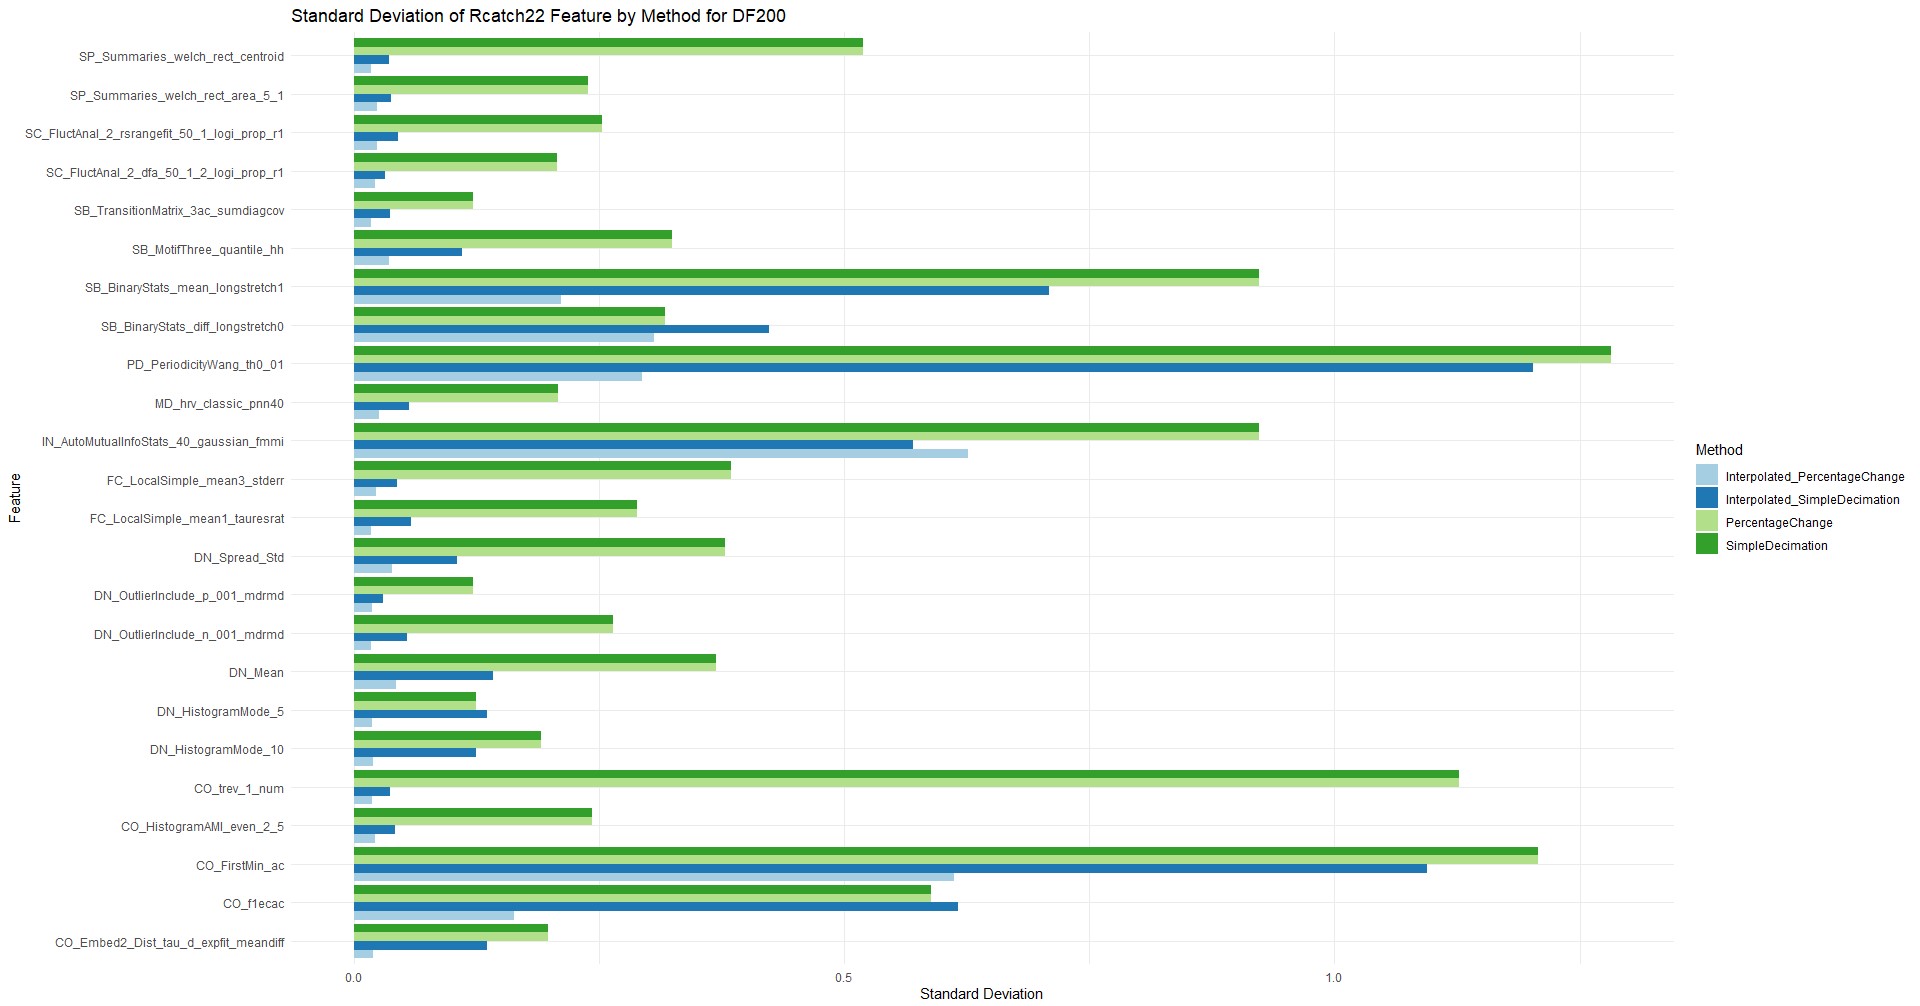 Standard Deviation of Rcatch22 Feature by Method for DF200
SP_Summaries_welch_rect_centroid
SP_Summaries_welch_rect_area_5_1
SC_FluctAnal_2_rsrangefit_50_1_logi_prop_r1
SC_FluctAnal_2_dfa_50_1_2_logi_prop_r1
SB_TransitionMatrix_3ac_sumdiagcov
SB_MotifThree_quantile_hh
SB_BinaryStats_mean_longstretch1
SB_BinaryStats_diff_longstretch0
PD_PeriodicityWang_th0_01
MD_hrv_classic_pnn40
IN_AutoMutualInfoStats_40_gaussian_fmmi
FC_LocalSimple_mean3_stderr
FC_LocalSimple_mean1_tauresrat
DN_Spread_Std
DN_OutlierInclude_p_001_mdrmd
DN_OutlierInclude_n_001_mdrmd
DN_Mean
DN_HistogramMode_5
DN_HistogramMode_10
CO_trev_1_num
CO_HistogramAMI_even_2_5
CO_FirstMin_ac
CO_f1ecac
CO_Embed2_Dist_tau_d_expfit_meandiff
Feature
0.0
0.5
1.0
Standard Deviation
Method
Interpolated_PercentageChange
Interpolated_SimpleDecimation
PercentageChange
SimpleDecimation